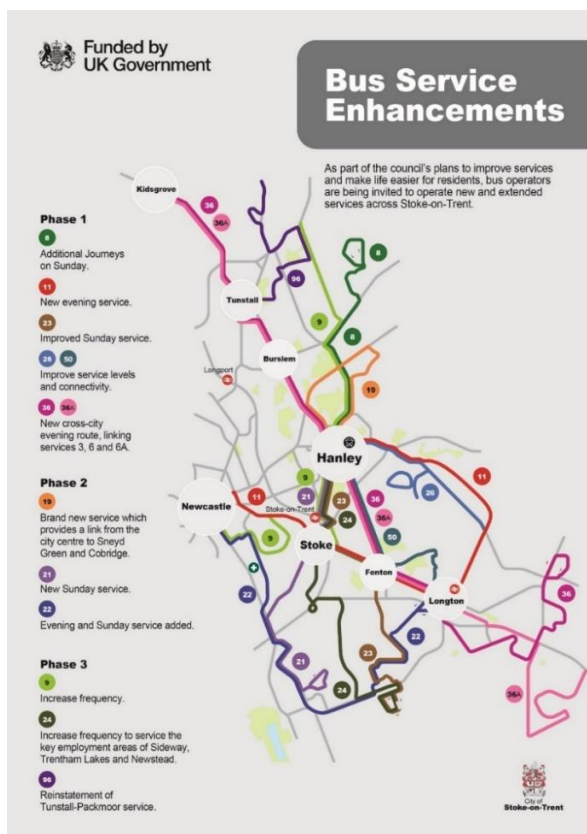 Funded by
UK Government
Bus Service
Enhancements
As part of the council's plans to improve services
and make life easier for residents, bus operators
are being invited to operate new and extended
services across Stoke-on-Trent.
Phase 1
8
Additional Journeys
on Sunday.
11
New evening service.
23
Improved Sunday service.
26 50
Improve service levels
and connectivity.
36 36A
New cross-city
evening route, linking
services 3, 6 and 6A.
Phase 2
19
Brand new service which
provides a link from the
city centre to Sneyd
Green and Cobridge.
21
New Sunday service.
22
Evening and Sunday service added.
Phase 3
9
Increase frequency.
24
Increase frequency to service the
key employment areas of Sideway,
Trentham Lakes and Newstead.
96
Reinstatement of
Tunstall-Packmoor service.
Kidsgrove
36
36A
8
96
Tunstall
9
8
Burslem
Longport
19
Hanley
9
21
23
24
36
36A
50
26
11
Newcastle
11
Stoke-on-Trent
9
Stoke
Fenton
Longton
22
36
23
22
21
24
36A
City of
Stoke-on-Trent